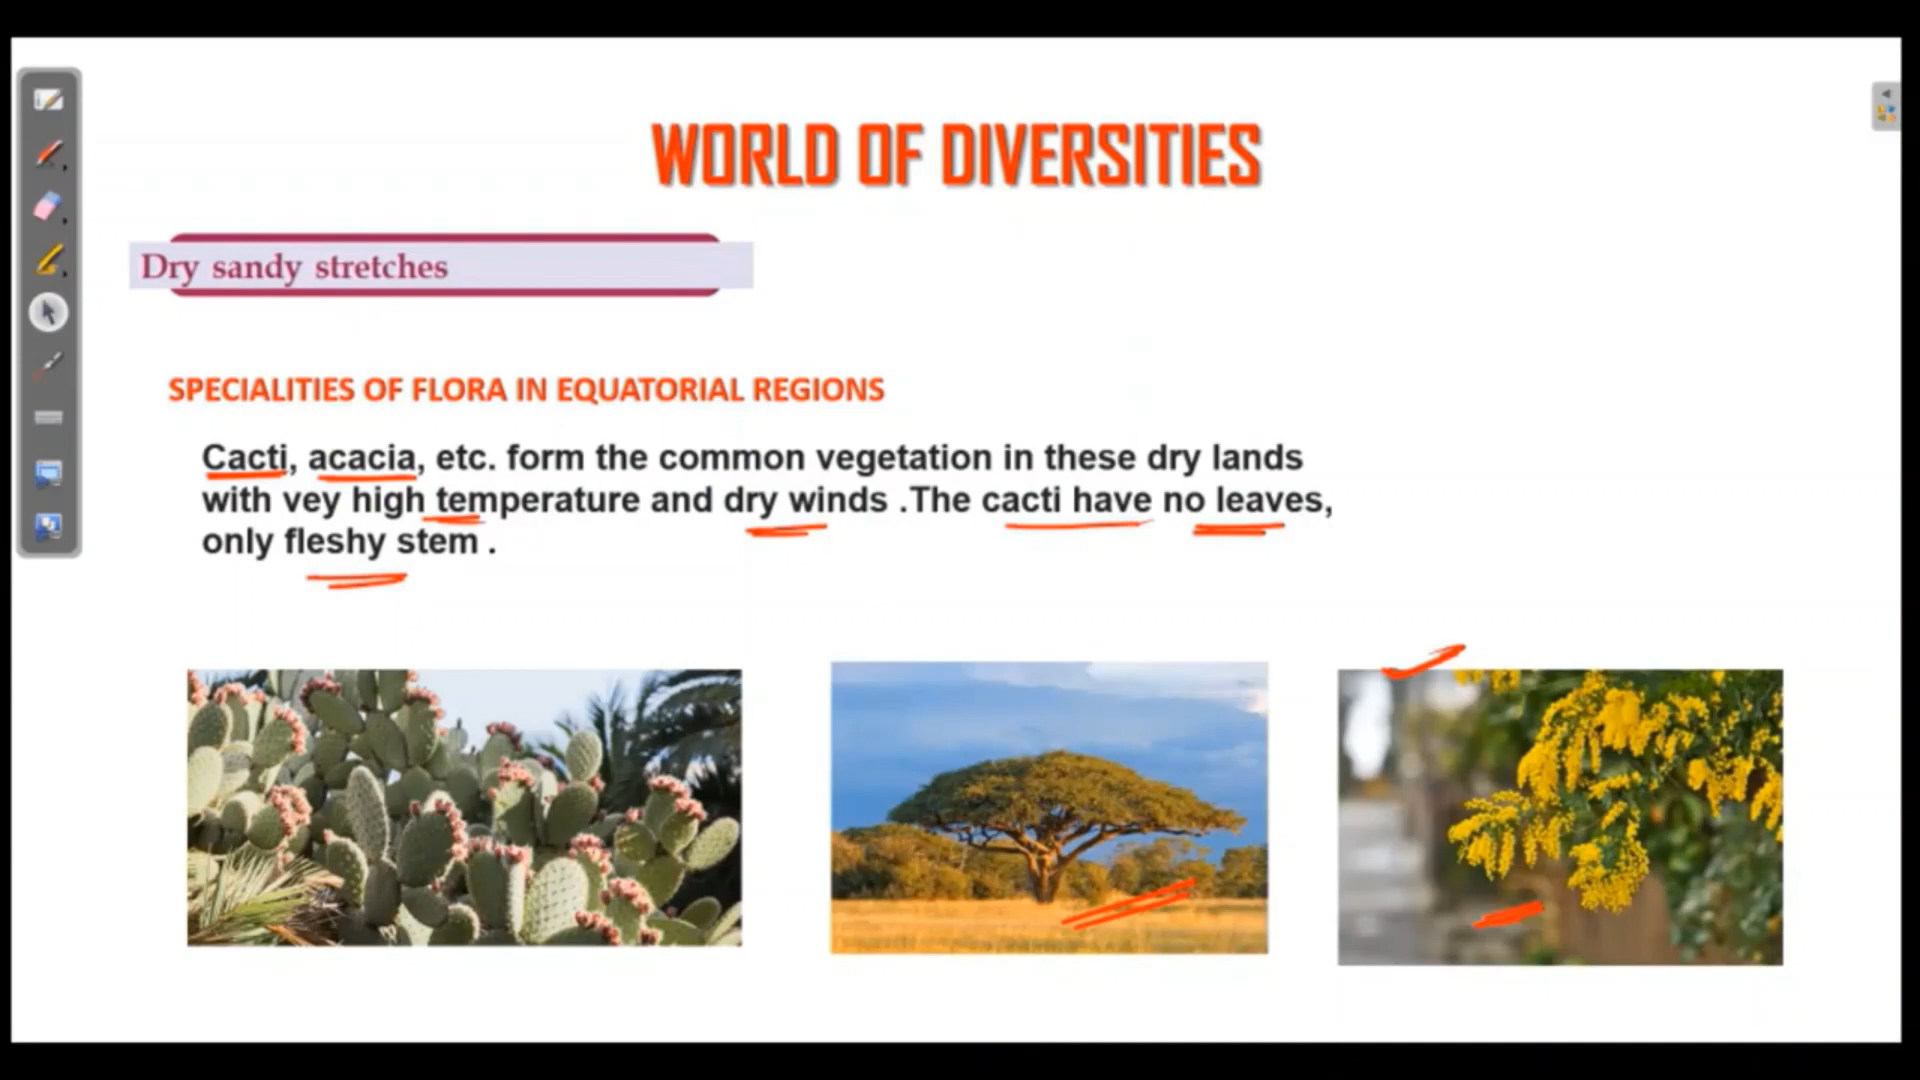 WORLD OF DIVERSITIES
Dry sandy stretches
SPECIALITIES OF FLORA IN EQUATORIAL REGIONS
Cacti, acacia, etc. form the common vegetation in these dry lands
with vey high temperature and dry winds .The cacti have no leaves,
only fleshy stem .